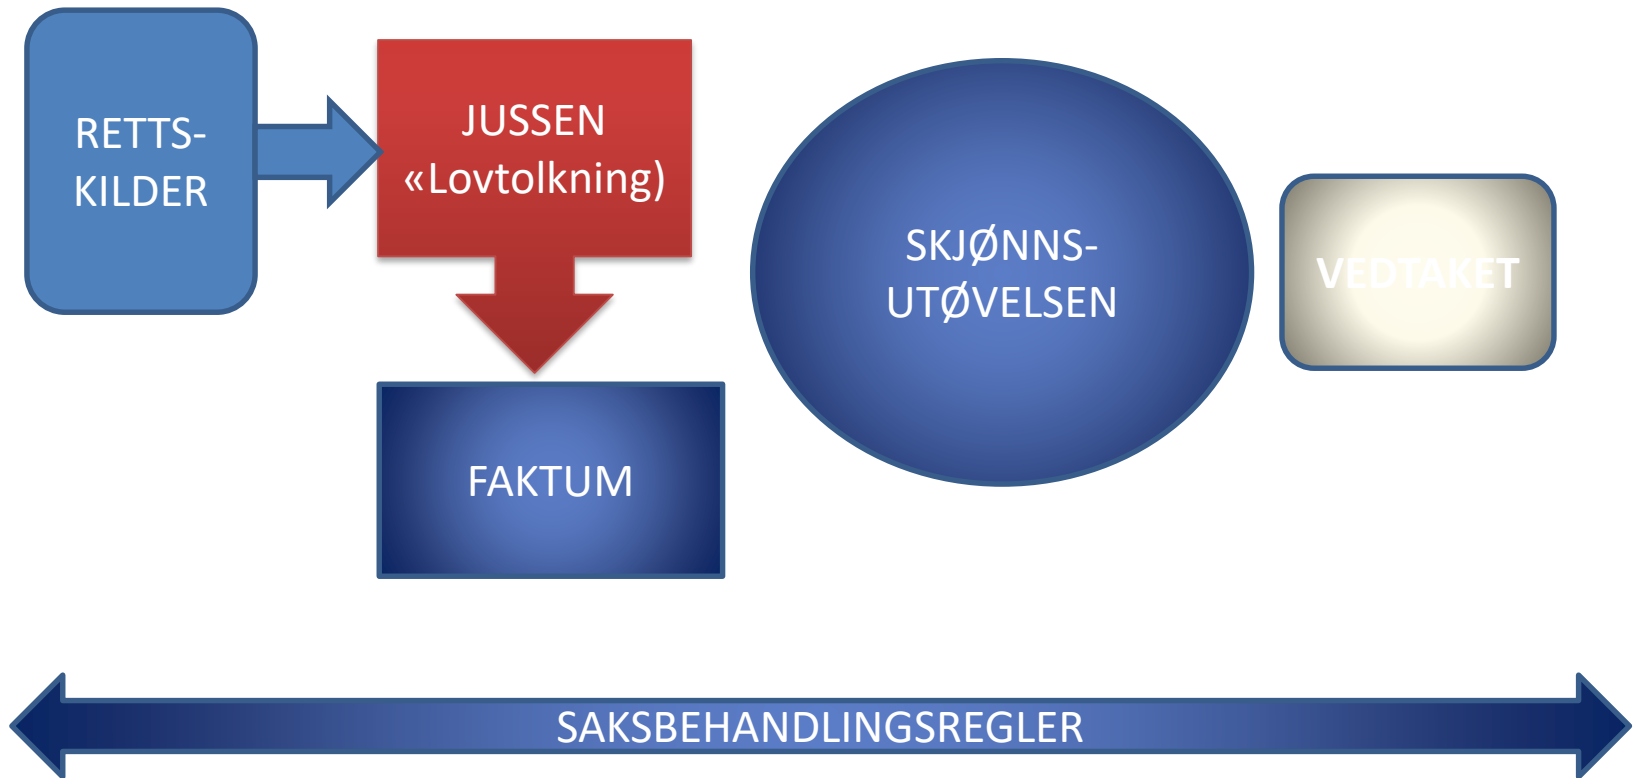 RETTS-
KILDER
JUSSEN
«Lovtolkning)
SKJØNNS-
UTØVELSEN
VEDTAKET
FAKTUM
SAKSBEHANDLINGSREGLER